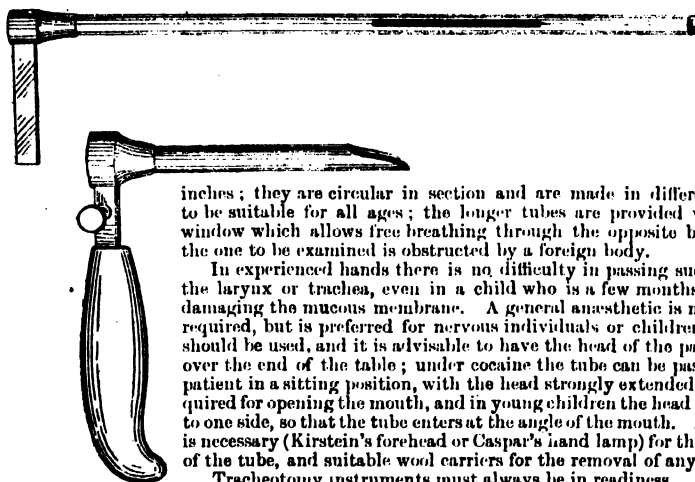 inches ; they are circular in section and are made in differ
to be suitable for all ages ; the longer tubes are provided
window which allows free breathing through the opposite b
the one to be examined is obstructed by a foreign body.
In experienced hands there is no difficulty in passing su
the larynx or trachea, even in a child who is a few months
damaging the mucous membrane. A general anæsthetic is n
required, but is preferred for nervous individuals or children
should be used, and it is advisable to have the head of the pa
over the end of the table ; under cocaine the tube can be pas
patient in a sitting position, with the head strongly extended
quired for opening the mouth, and in young children the head
to one side, so that the tube enters at the angle of the mouth.
is necessary (Kirstein's forehead or Caspar's hand lamp) for th
of the tube, and suitable wool carriers for the removal of any
Tracheotomy instruments must always be in readiness